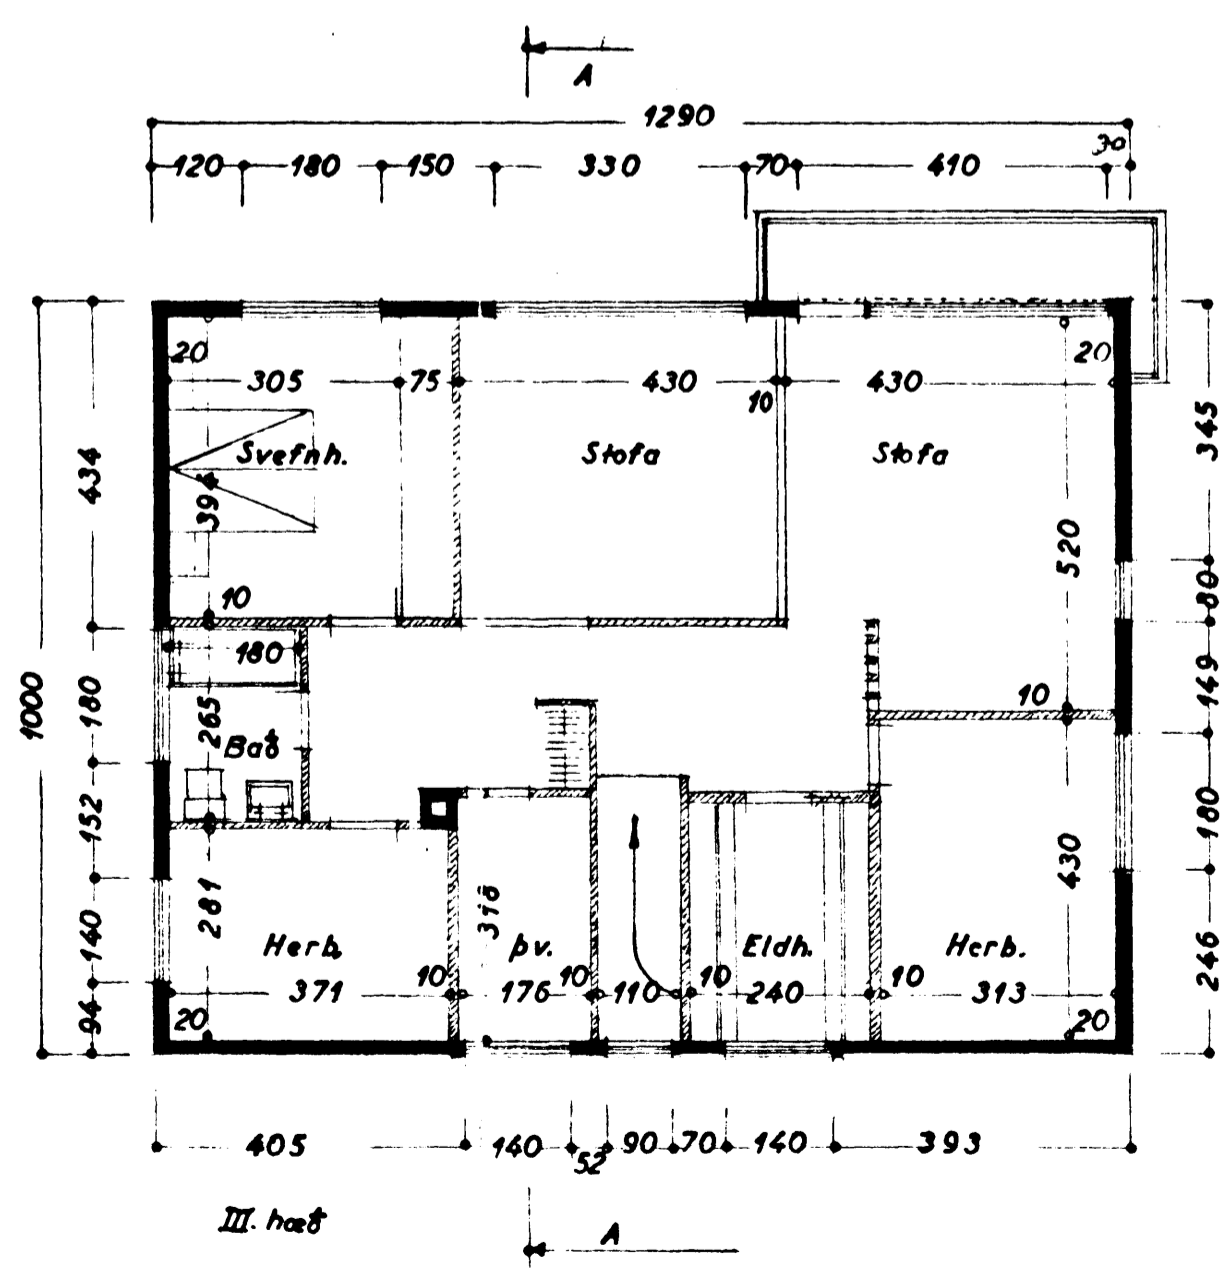 A
1290
120 180 150 330 70 410 30
20 305 75 430 10 430 20
Svefnh. Stofa Stofa
434 394 520 345
10 80
1000 180 180 265 149
Bað 10
152 281 318 430 180
Herb. þv. Eldh. Herb.
140 371 10 176 10 110 10 240 10 313 246
94 20 20
405 140 52 90 70 140 393
III. hæð
A